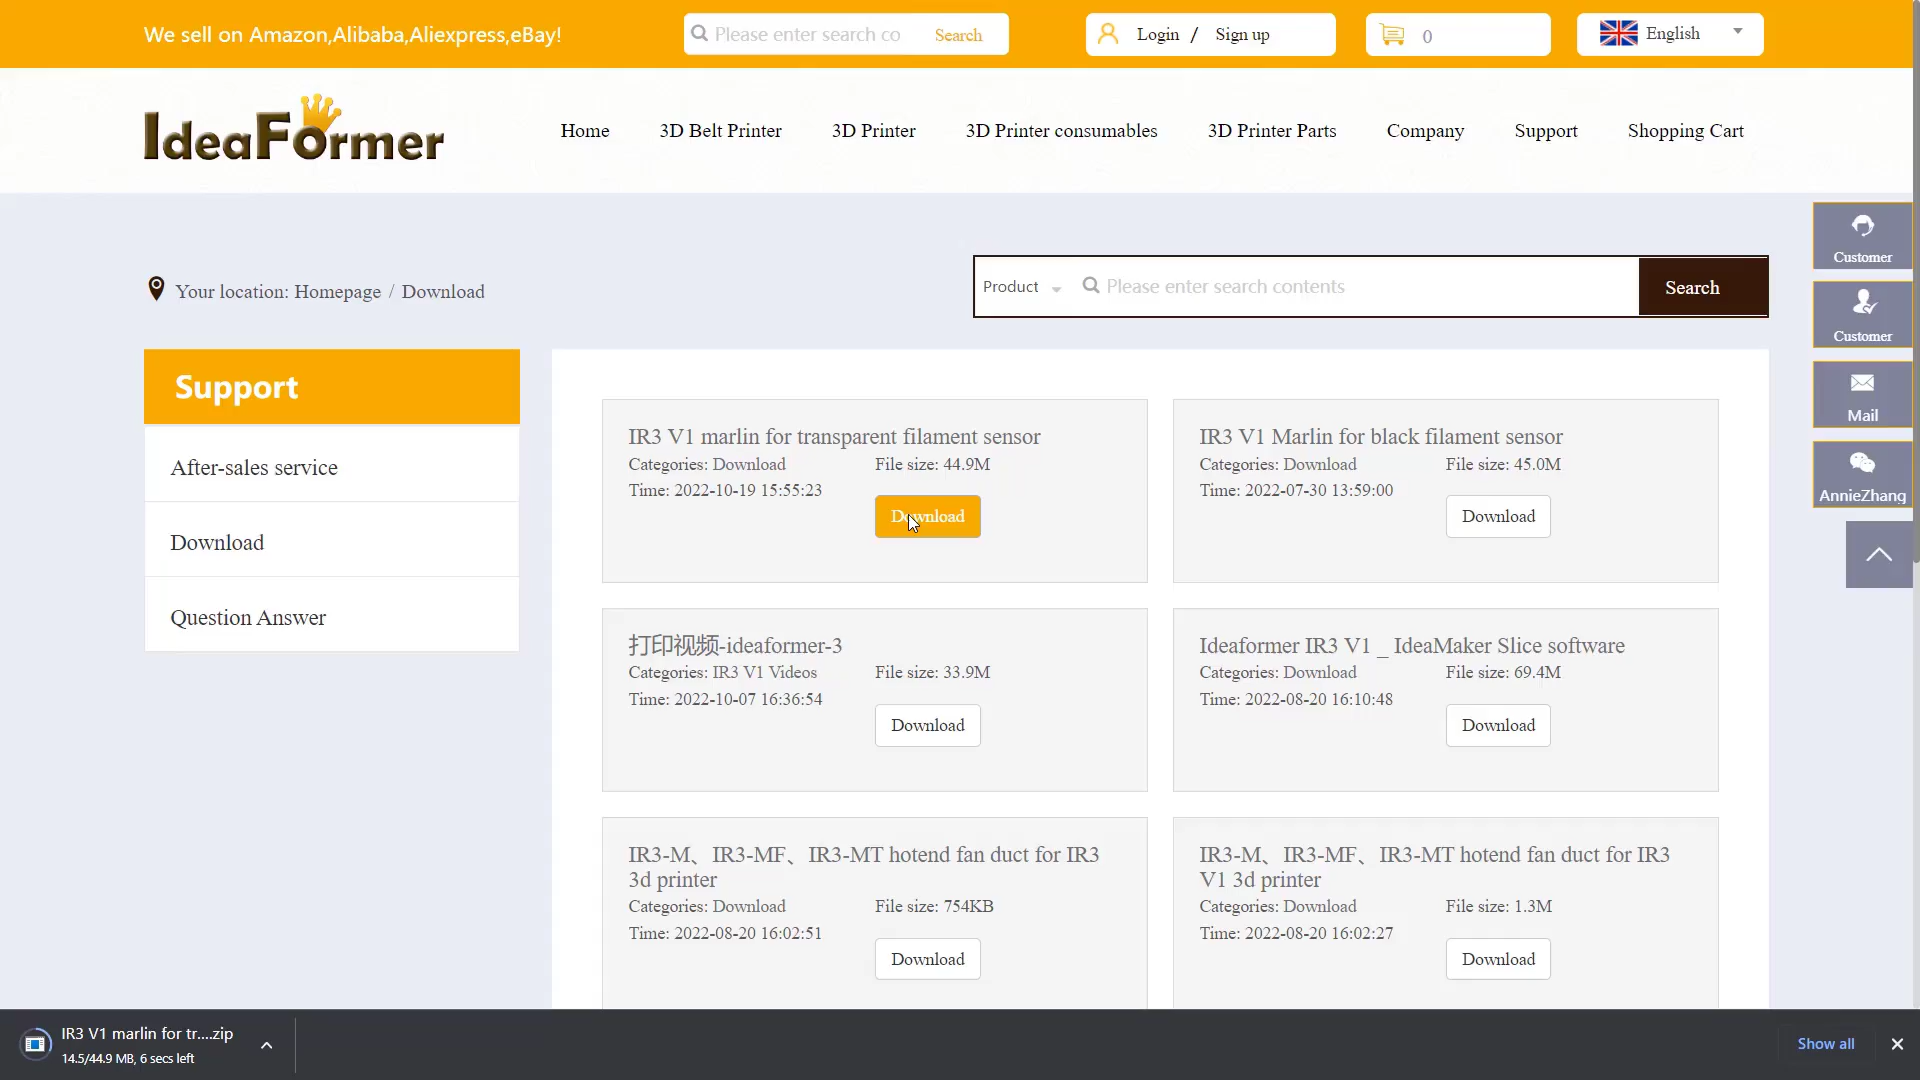 We sell on Amazon,Alibaba,Aliexpress,eBay!
Please enter search co
Search
Login / Sign up
0
English
IdeaFormer
Home
3D Belt Printer
3D Printer
3D Printer consumables
3D Printer Parts
Company
Support
Shopping Cart
Your location: Homepage / Download
Product
Please enter search contents
Search
Customer
Customer
Mail
AnnieZhang
Support
After-sales service
Download
Question Answer
IR3 V1 marlin for transparent filament sensor
Categories: Download
File size: 44.9M
Time: 2022-10-19 15:55:23
Download
IR3 V1 Marlin for black filament sensor
Categories: Download
File size: 45.0M
Time: 2022-07-30 13:59:00
Download
打印视频-ideaformer-3
Categories: IR3 V1 Videos
File size: 33.9M
Time: 2022-10-07 16:36:54
Download
Ideaformer IR3 V1 _ IdeaMaker Slice software
Categories: Download
File size: 69.4M
Time: 2022-08-20 16:10:48
Download
IR3-M、IR3-MF、IR3-MT hotend fan duct for IR3
3d printer
Categories: Download
File size: 754KB
Time: 2022-08-20 16:02:51
Download
IR3-M、IR3-MF、IR3-MT hotend fan duct for IR3
V1 3d printer
Categories: Download
File size: 1.3M
Time: 2022-08-20 16:02:27
Download
IR3 V1 marlin for tr....zip
14.5/44.9 MB, 6 secs left
Show all